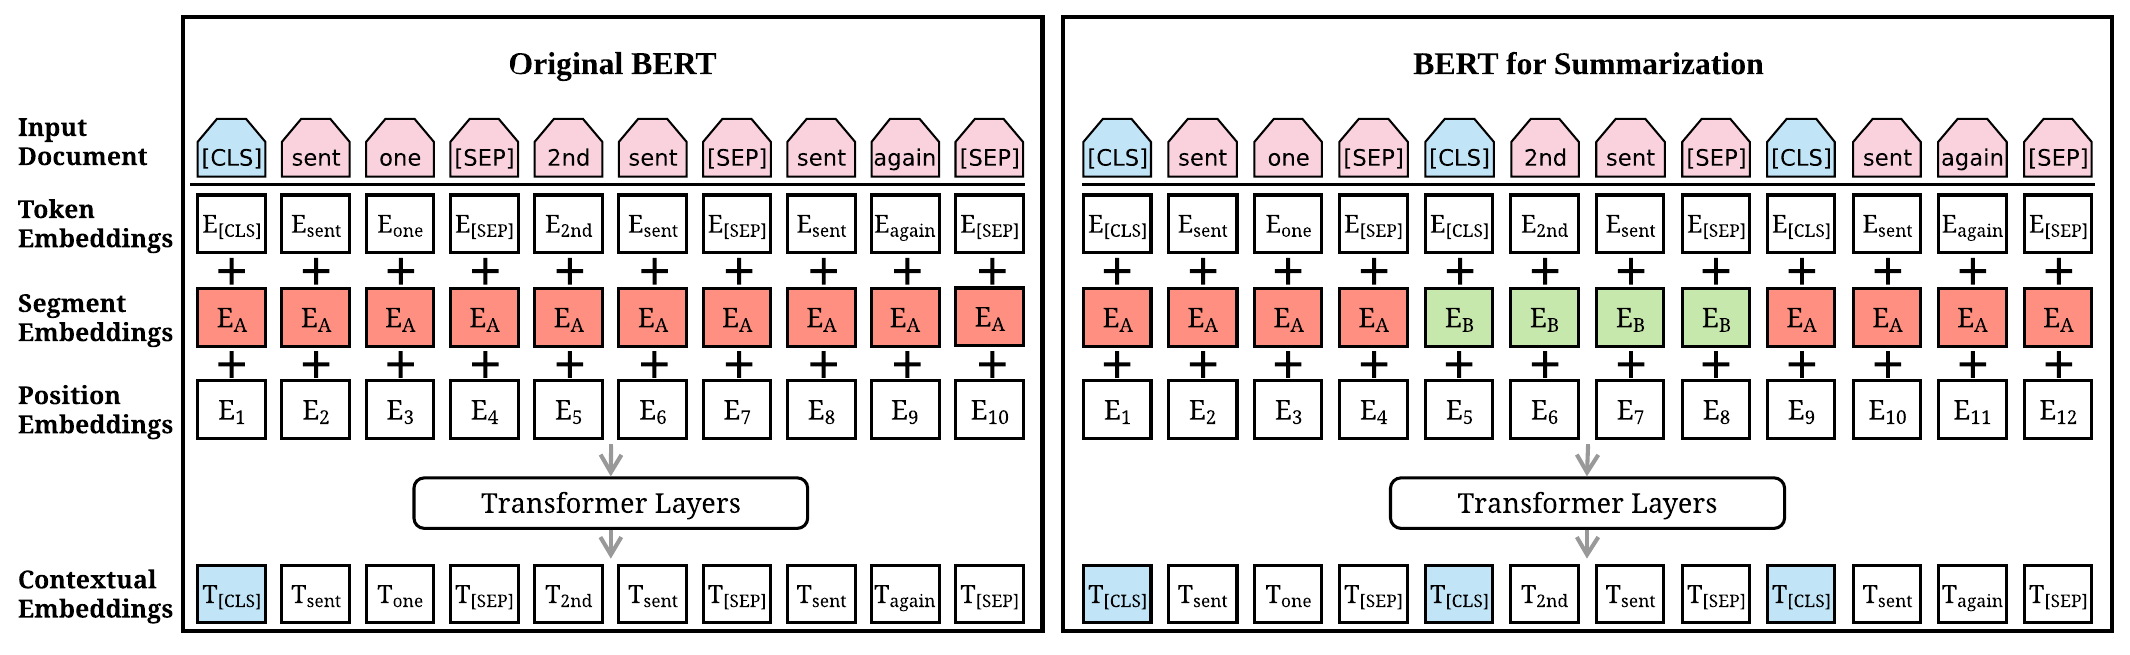 Original BERT
BERT for Summarization
Input
Document
[CLS] sent one [SEP] 2nd sent [SEP] sent again [SEP]
[CLS] sent one [SEP] [CLS] 2nd sent [SEP] [CLS] sent again [SEP]
Token
Embeddings
E[CLS] Esent Eone E[SEP] E2nd Esent E[SEP] Esent Eagain E[SEP]
E[CLS] Esent Eone E[SEP] E[CLS] E2nd Esent E[SEP] E[CLS] Esent Eagain E[SEP]
+ + + + + + + + + +
+ + + + + + + + + + + +
Segment
Embeddings
EA EA EA EA EA EA EA EA EA EA
EA EA EA EA EB EB EB EB EA EA EA EA
+ + + + + + + + + +
+ + + + + + + + + + + +
Position
Embeddings
E1 E2 E3 E4 E5 E6 E7 E8 E9 E10
E1 E2 E3 E4 E5 E6 E7 E8 E9 E10 E11 E12
Transformer Layers
Transformer Layers
Contextual
Embeddings
T[CLS] Tsent Tone T[SEP] T2nd Tsent T[SEP] Tsent Tagain T[SEP]
T[CLS] Tsent Tone T[SEP] T[CLS] T2nd Tsent T[SEP] T[CLS] Tsent Tagain T[SEP]